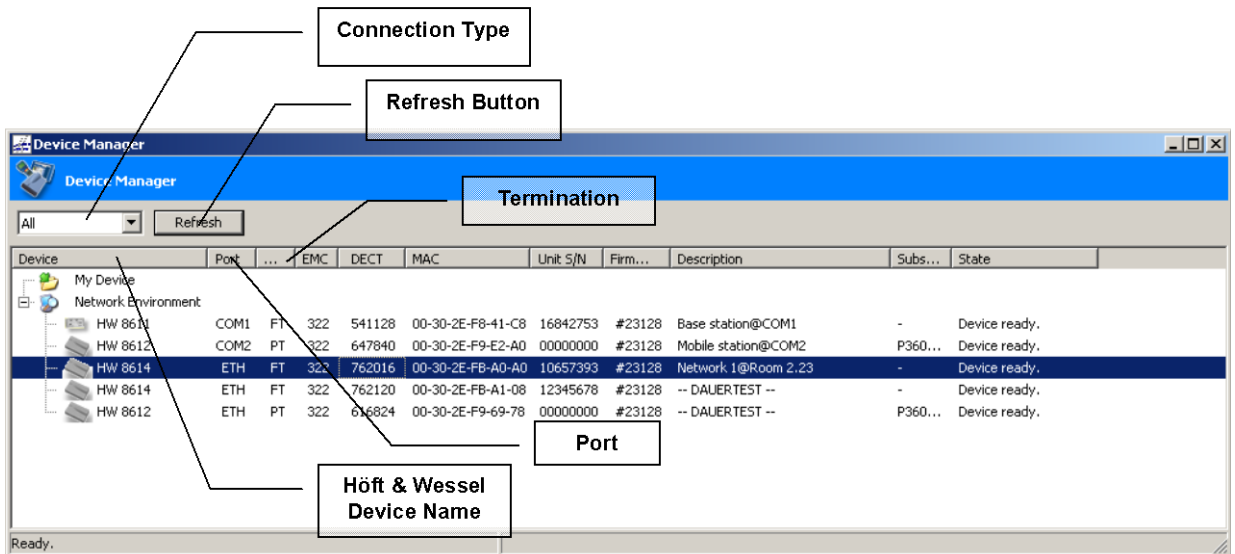 Connection Type
Refresh Button
Device Manager
Device Manager
Termination
All Refresh
Device Port ... EMC DECT MAC Unit S/N Firm... Description Subs... State
My Device
Network Environment
HW 8611 COM1 FT 322 541128 00-30-2E-F8-41-C8 16842753 #23128 Base station@COM1 - Device ready.
HW 8612 COM2 PT 322 647840 00-30-2E-F9-E2-A0 00000000 #23128 Mobile station@COM2 P360... Device ready.
HW 8614 ETH FT 322 762016 00-30-2E-FB-A0-A0 10657393 #23128 Network 1@Room 2.23 - Device ready.
HW 8614 ETH FT 322 762120 00-30-2E-FB-A1-08 12345678 #23128 -- DAUERTEST -- - Device ready.
HW 8612 ETH PT 322 616824 00-30-2E-F9-69-78 00000000 #23128 -- DAUERTEST -- P360... Device ready.
Port
Höft & Wessel
Device Name
Ready.